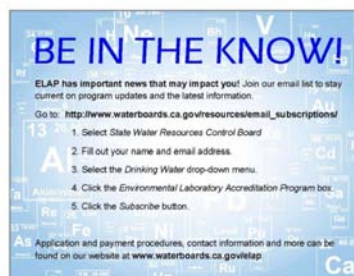 BE IN THE KNOW!
ELAP has important news that may impact you! Join our email list to stay
current on program updates and the latest information.
Go to: http://www.waterboards.ca.gov/resources/email_subscriptions/
1. Select State Water Resources Control Board
2. Fill out your name and email address.
3. Select the Drinking Water drop-down menu.
4. Click the Environmental Laboratory Accreditation Program box.
5. Click the Subscribe button.
Application and payment procedures, contact information and more can be
found on our website at www.waterboards.ca.gov/elap